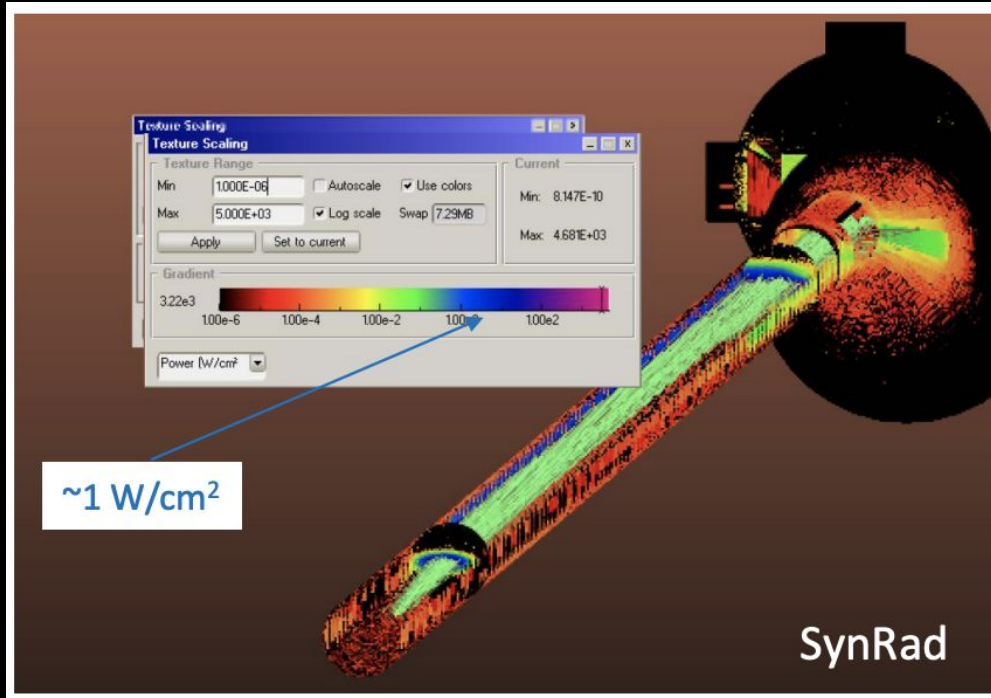 Texture Scaling
Texture Scaling
Texture Range
Min 1.000E-06 Autoscale Use colors
Max 5.000E+03 Log scale Swap 7.29MB
Apply Set to current
Current
Min: 8.147E-10
Max: 4.681E+03
Gradient
3.22e3
1.00e-6 1.00e-4 1.00e-2 1.00e2
Power [W/cm²
~1 W/cm²
SynRad